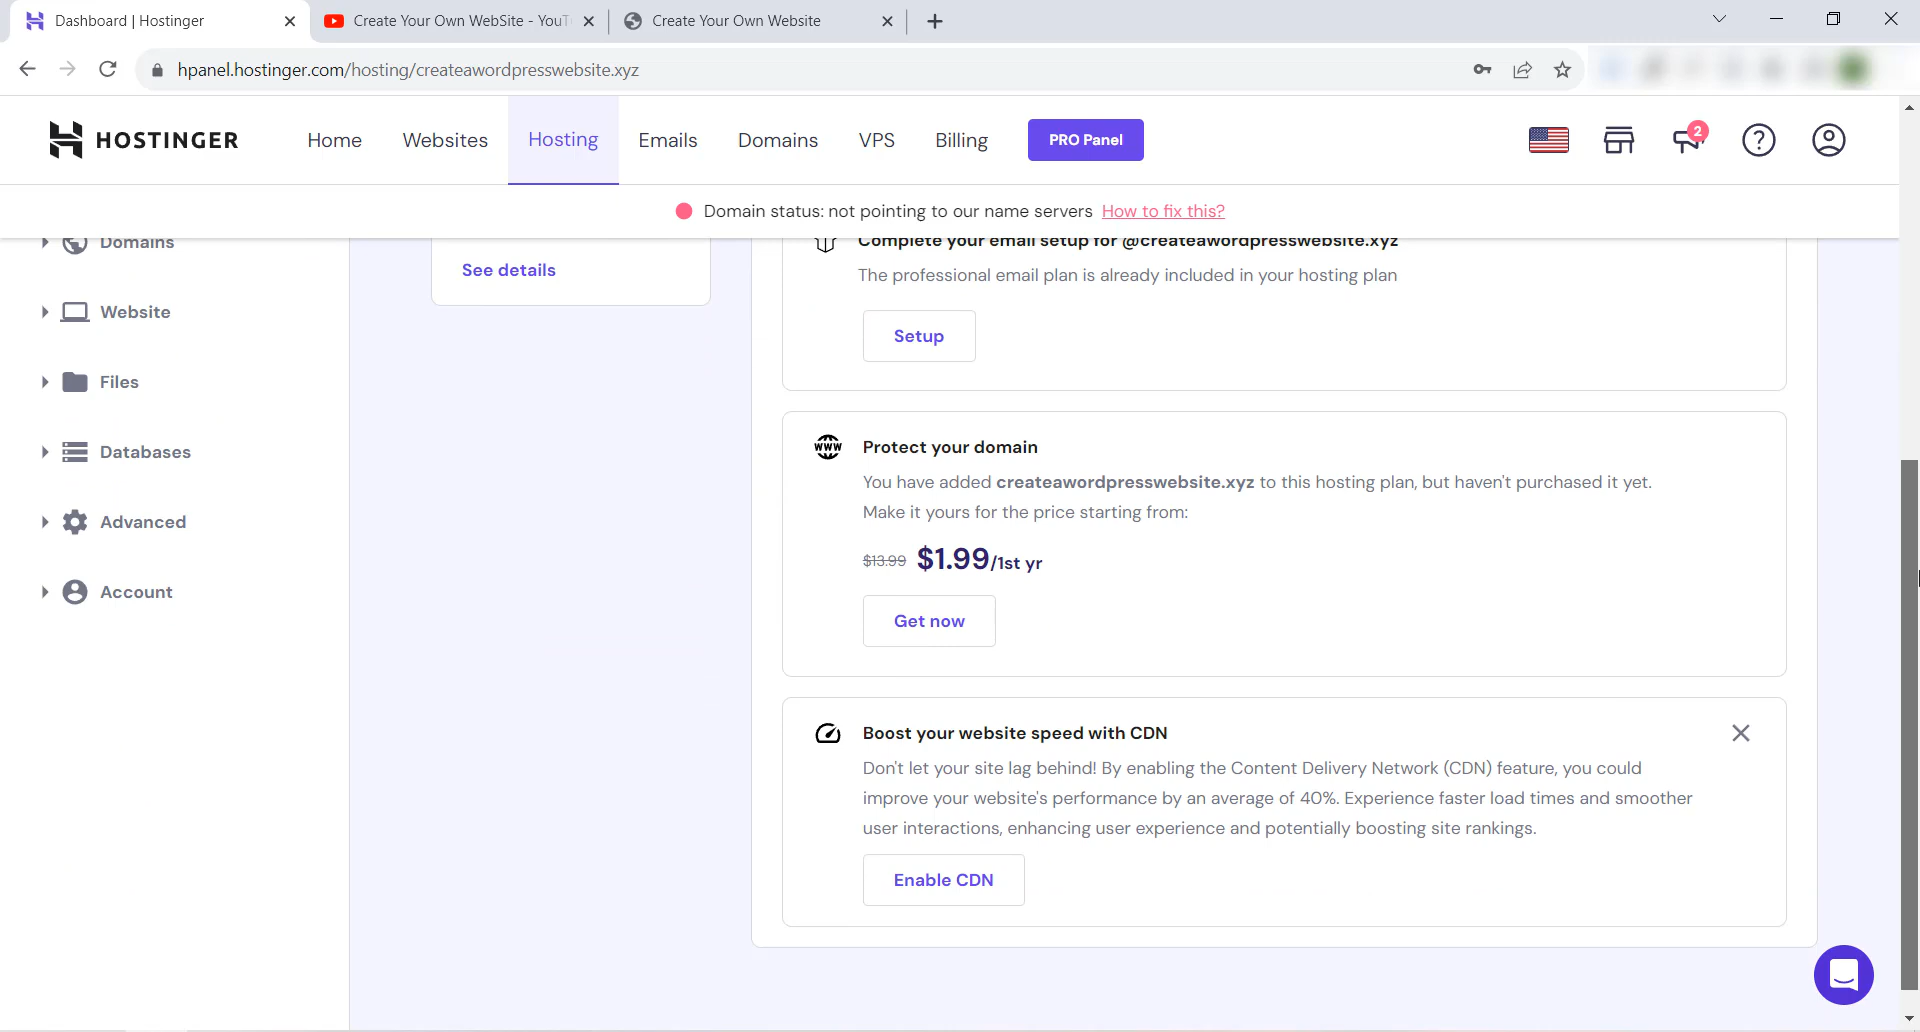 Dashboard | Hostinger
Create Your Own WebSite - YouT
Create Your Own Website
hpanel.hostinger.com/hosting/createawordpresswebsite.xyz
HOSTINGER
Home
Websites
Hosting
Emails
Domains
VPS
Billing
PRO Panel
2
Domain status: not pointing to our name servers How to fix this?
Domains
Website
Files
Databases
Advanced
Account
See details
Complete your email setup for @createawordpresswebsite.xyz
The professional email plan is already included in your hosting plan
Setup
www
Protect your domain
You have added createawordpresswebsite.xyz to this hosting plan, but haven't purchased it yet.
Make it yours for the price starting from:
$13.99 $1.99/1st yr
Get now
Boost your website speed with CDN
Don't let your site lag behind! By enabling the Content Delivery Network (CDN) feature, you could
improve your website's performance by an average of 40%. Experience faster load times and smoother
user interactions, enhancing user experience and potentially boosting site rankings.
Enable CDN